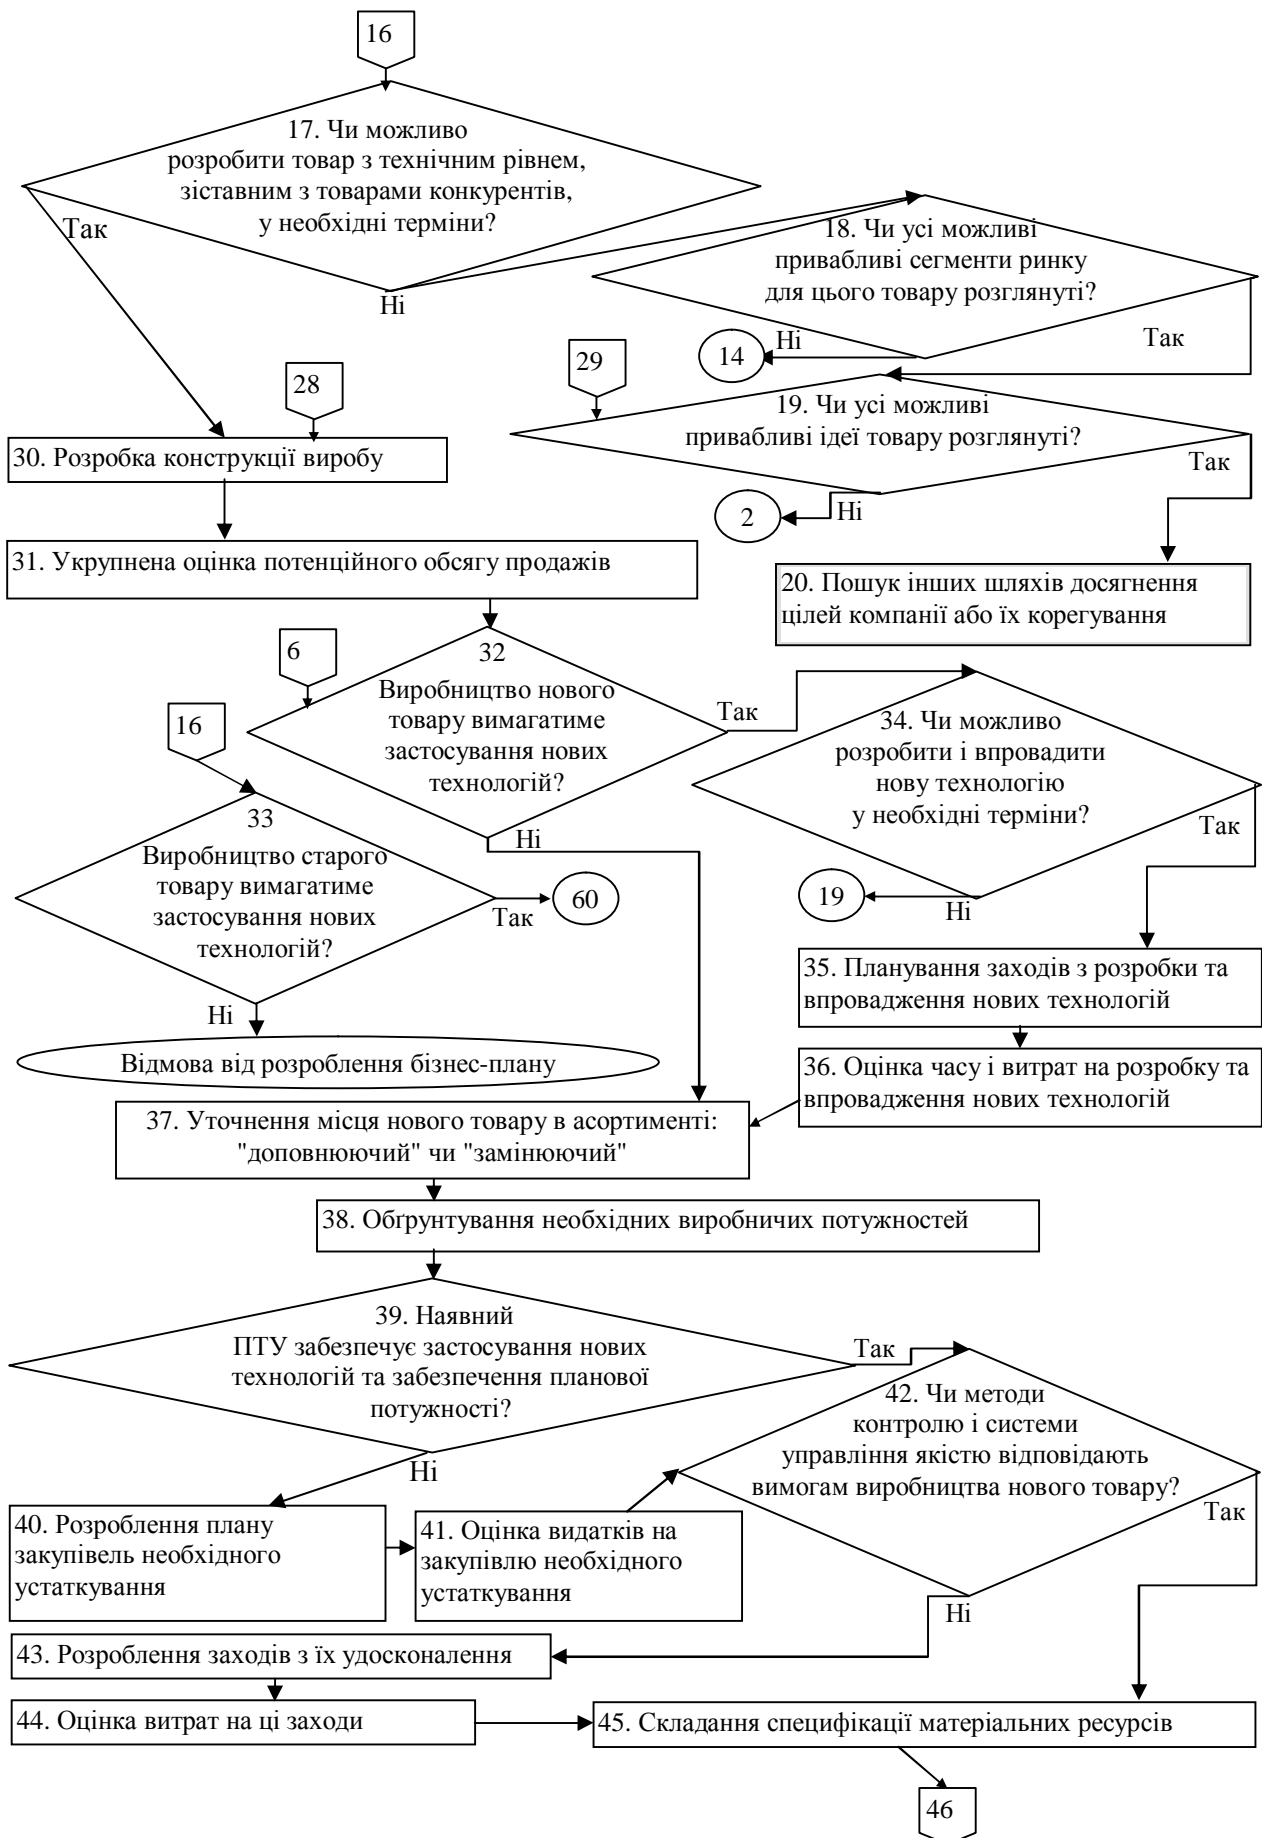 16
17. Чи можливо
розробити товар з технічним рівнем,
зіставним з товарами конкурентів,
у необхідні терміни?
Так
Ні
18. Чи усі можливі
привабливі сегменти ринку
для цього товару розглянуті?
Ні
Так
14
29
28
19. Чи усі можливі
привабливі ідеї товару розглянуті?
Так
Ні
2
30. Розробка конструкції виробу
31. Укрупнена оцінка потенційного обсягу продажів
20. Пошук інших шляхів досягнення
цілей компанії або їх корегування
6
32
Виробництво нового
товару вимагатиме
застосування нових
технологій?
Так
Ні
16
33
Виробництво старого
товару вимагатиме
застосування нових
технологій?
Так
60
Ні
34. Чи можливо
розробити і впровадити
нову технологію
у необхідні терміни?
Так
Ні
19
35. Планування заходів з розробки та
впровадження нових технологій
Відмова від розроблення бізнес-плану
36. Оцінка часу і витрат на розробку та
впровадження нових технологій
37. Уточнення місця нового товару в асортименті:
"доповнюючий" чи "замінюючий"
38. Обґрунтування необхідних виробничих потужностей
39. Наявний
ПТУ забезпечує застосування нових
технологій та забезпечення планової
потужності?
Так
Ні
42. Чи методи
контролю і системи
управління якістю відповідають
вимогам виробництва нового товару?
Так
Ні
40. Розроблення плану
закупівель необхідного
устаткування
41. Оцінка видатків на
закупівлю необхідного
устаткування
43. Розроблення заходів з їх удосконалення
44. Оцінка витрат на ці заходи
45. Складання специфікації матеріальних ресурсів
46